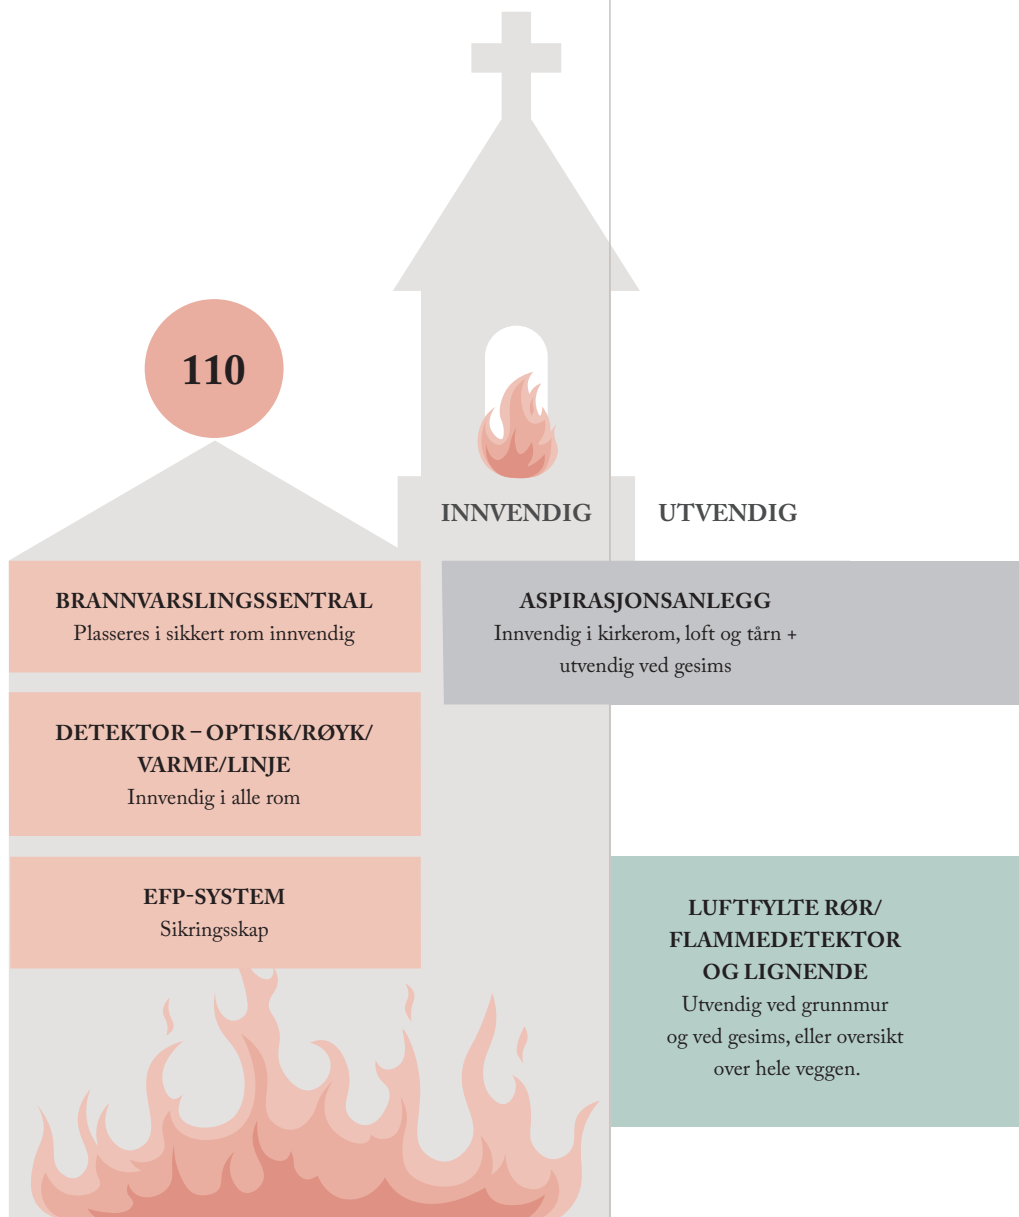 110
INNVENDIG
UTVENDIG
BRANNVARSLINGSSENTRAL
Plasseres i sikkert rom innvendig
DETEKTOR – OPTISK/RØYK/
VARME/LINJE
Innvendig i alle rom
EFP-SYSTEM
Sikringsskap
ASPIRASJONSANLEGG
Innvendig i kirkerom, loft og tårn +
utvendig ved gesims
LUFTFYLTE RØR/
FLAMMEDETEKTOR
OG LIGNENDE
Utvendig ved grunnmur
og ved gesims, eller oversikt
over hele veggen.